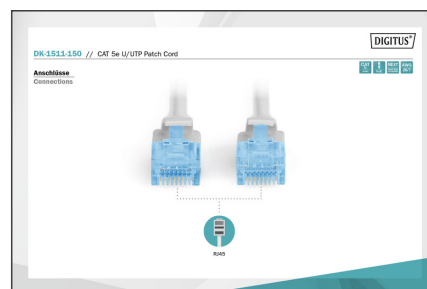 DIGITUS®
DK-1511-150 // CAT 5e U/UTP Patch Cord
Anschlüsse
Connections
RJ45